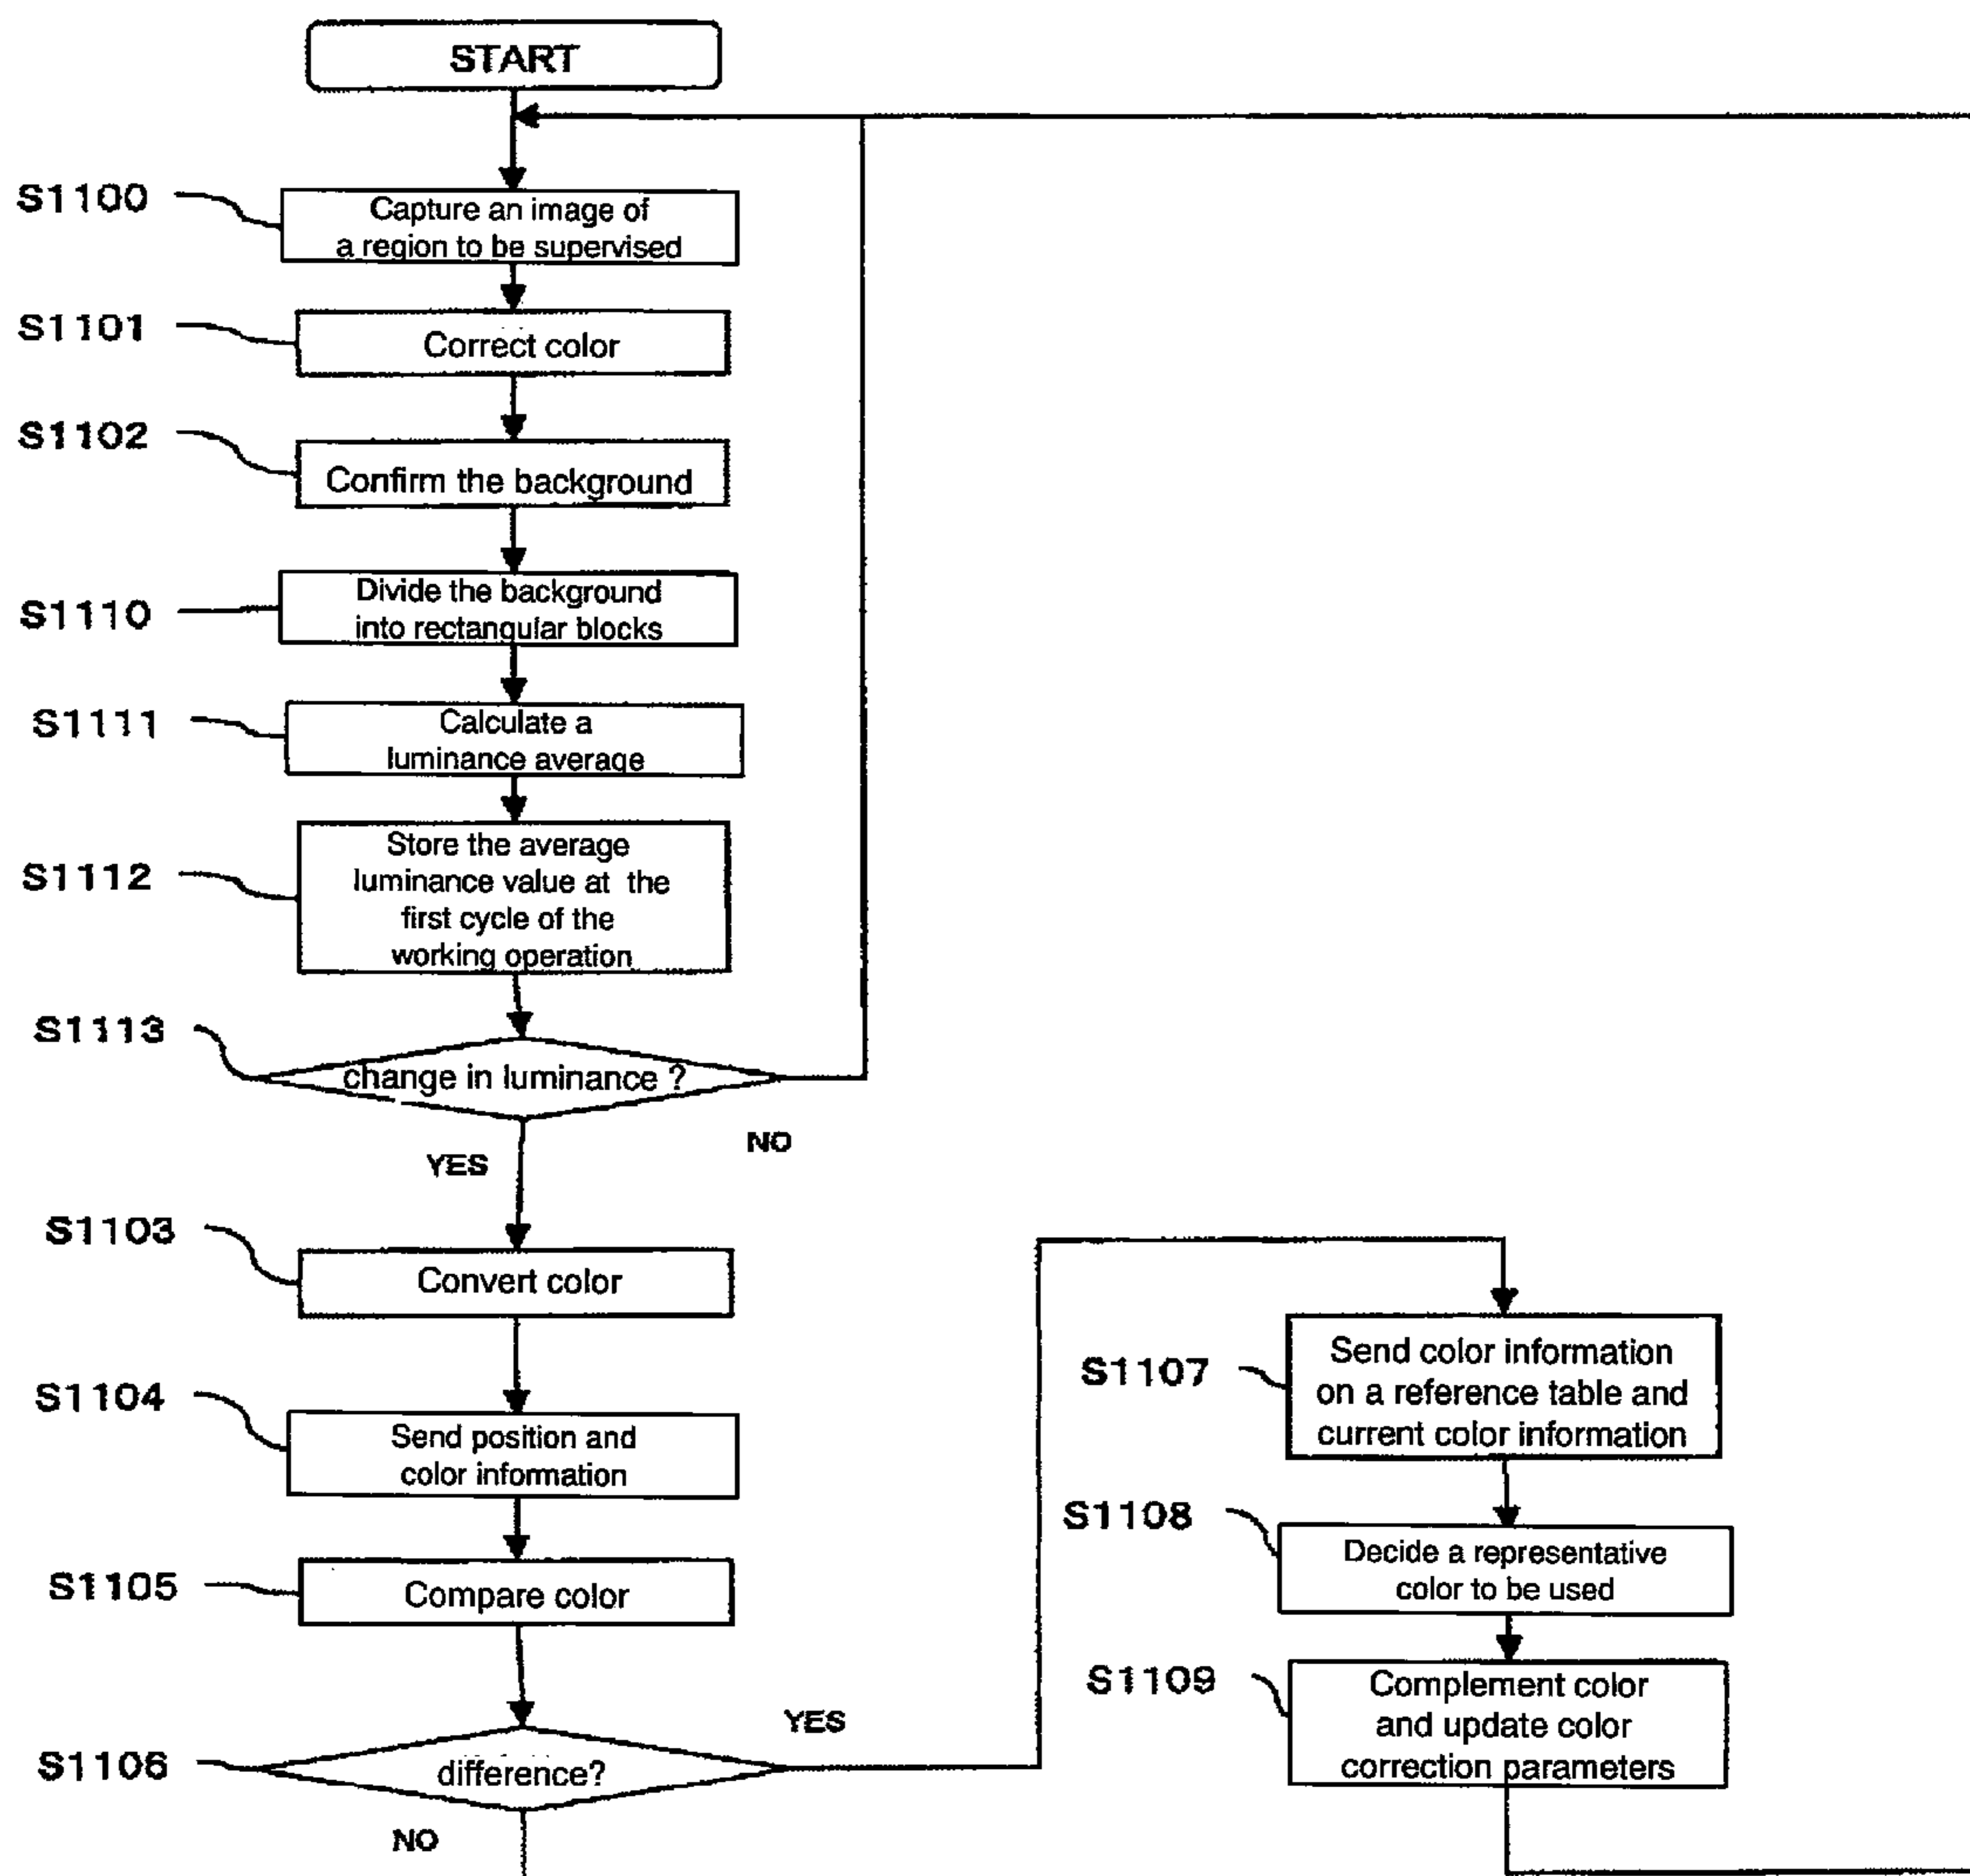 START
S1100
Capture an image of
a region to be supervised
S1101
Correct color
S1102
Confirm the background
S1110
Divide the background
into rectangular blocks
S1111
Calculate a
luminance average
S1112
Store the average
luminance value at the
first cycle of the
working operation
S1113
change in luminance ?
NO
YES
S1103
Convert color
S1104
Send position and
color information
S1105
Compare color
S1106
difference?
YES
NO
S1107
Send color information
on a reference table and
current color information
S1108
Decide a representative
color to be used
S1109
Complement color
and update color
correction parameters